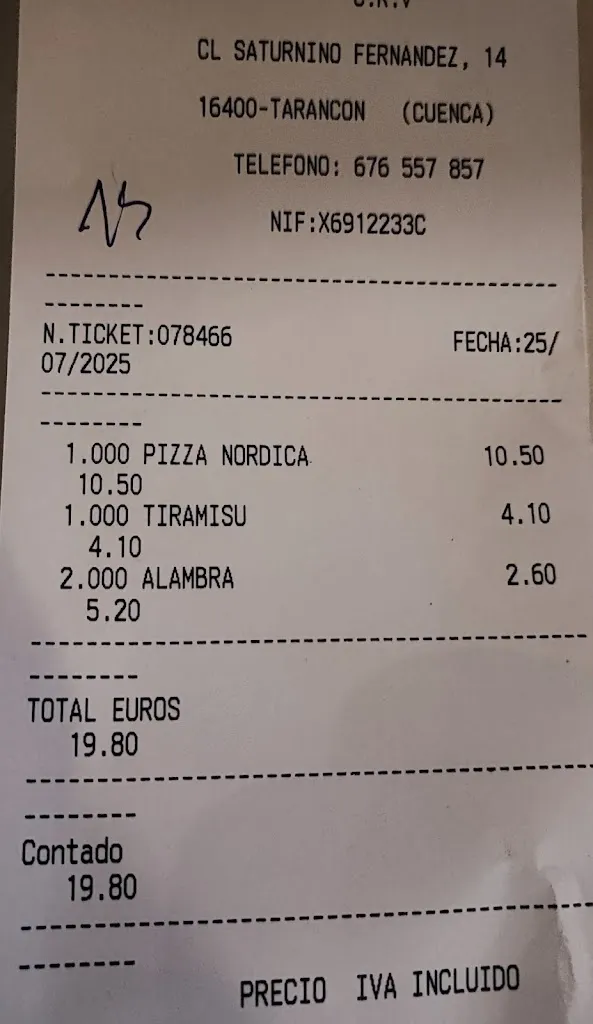 CL SATURNINO FERNANDEZ, 14
16400-TARANCON (CUENCA)
TELEFONO: 676 557 857
NIF:X6912233C
---------------------------------------------
--------
N.TICKET:078466 FECHA:25/
07/2025
---------------------------------------------
--------
1.000 PIZZA NORDICA 10.50
10.50
1.000 TIRAMISU 4.10
4.10
2.000 ALAMBRA 2.60
5.20
---------------------------------------------
--------
TOTAL EUROS
19.80
---------------------------------------------
--------
Contado
19.80
---------------------------------------------
--------
PRECIO IVA INCLUIDO